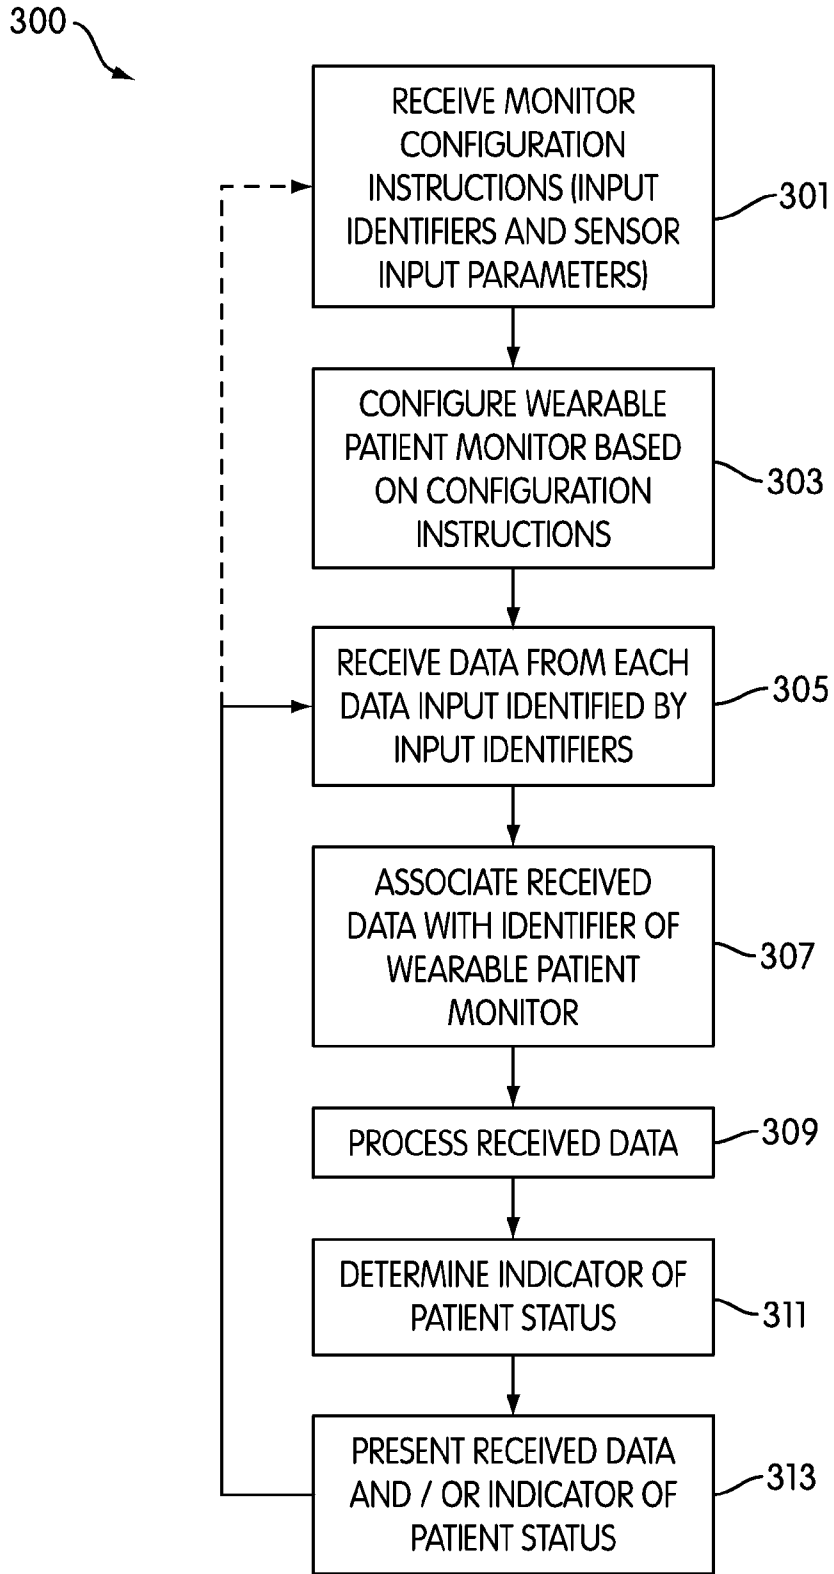 300
RECEIVE MONITOR
CONFIGURATION
INSTRUCTIONS (INPUT
IDENTIFIERS AND SENSOR
INPUT PARAMETERS)
301
CONFIGURE WEARABLE
PATIENT MONITOR BASED
ON CONFIGURATION
INSTRUCTIONS
303
RECEIVE DATA FROM EACH
DATA INPUT IDENTIFIED BY
INPUT IDENTIFIERS
305
ASSOCIATE RECEIVED
DATA WITH IDENTIFIER OF
WEARABLE PATIENT
MONITOR
307
PROCESS RECEIVED DATA
309
DETERMINE INDICATOR OF
PATIENT STATUS
311
PRESENT RECEIVED DATA
AND / OR INDICATOR OF
PATIENT STATUS
313